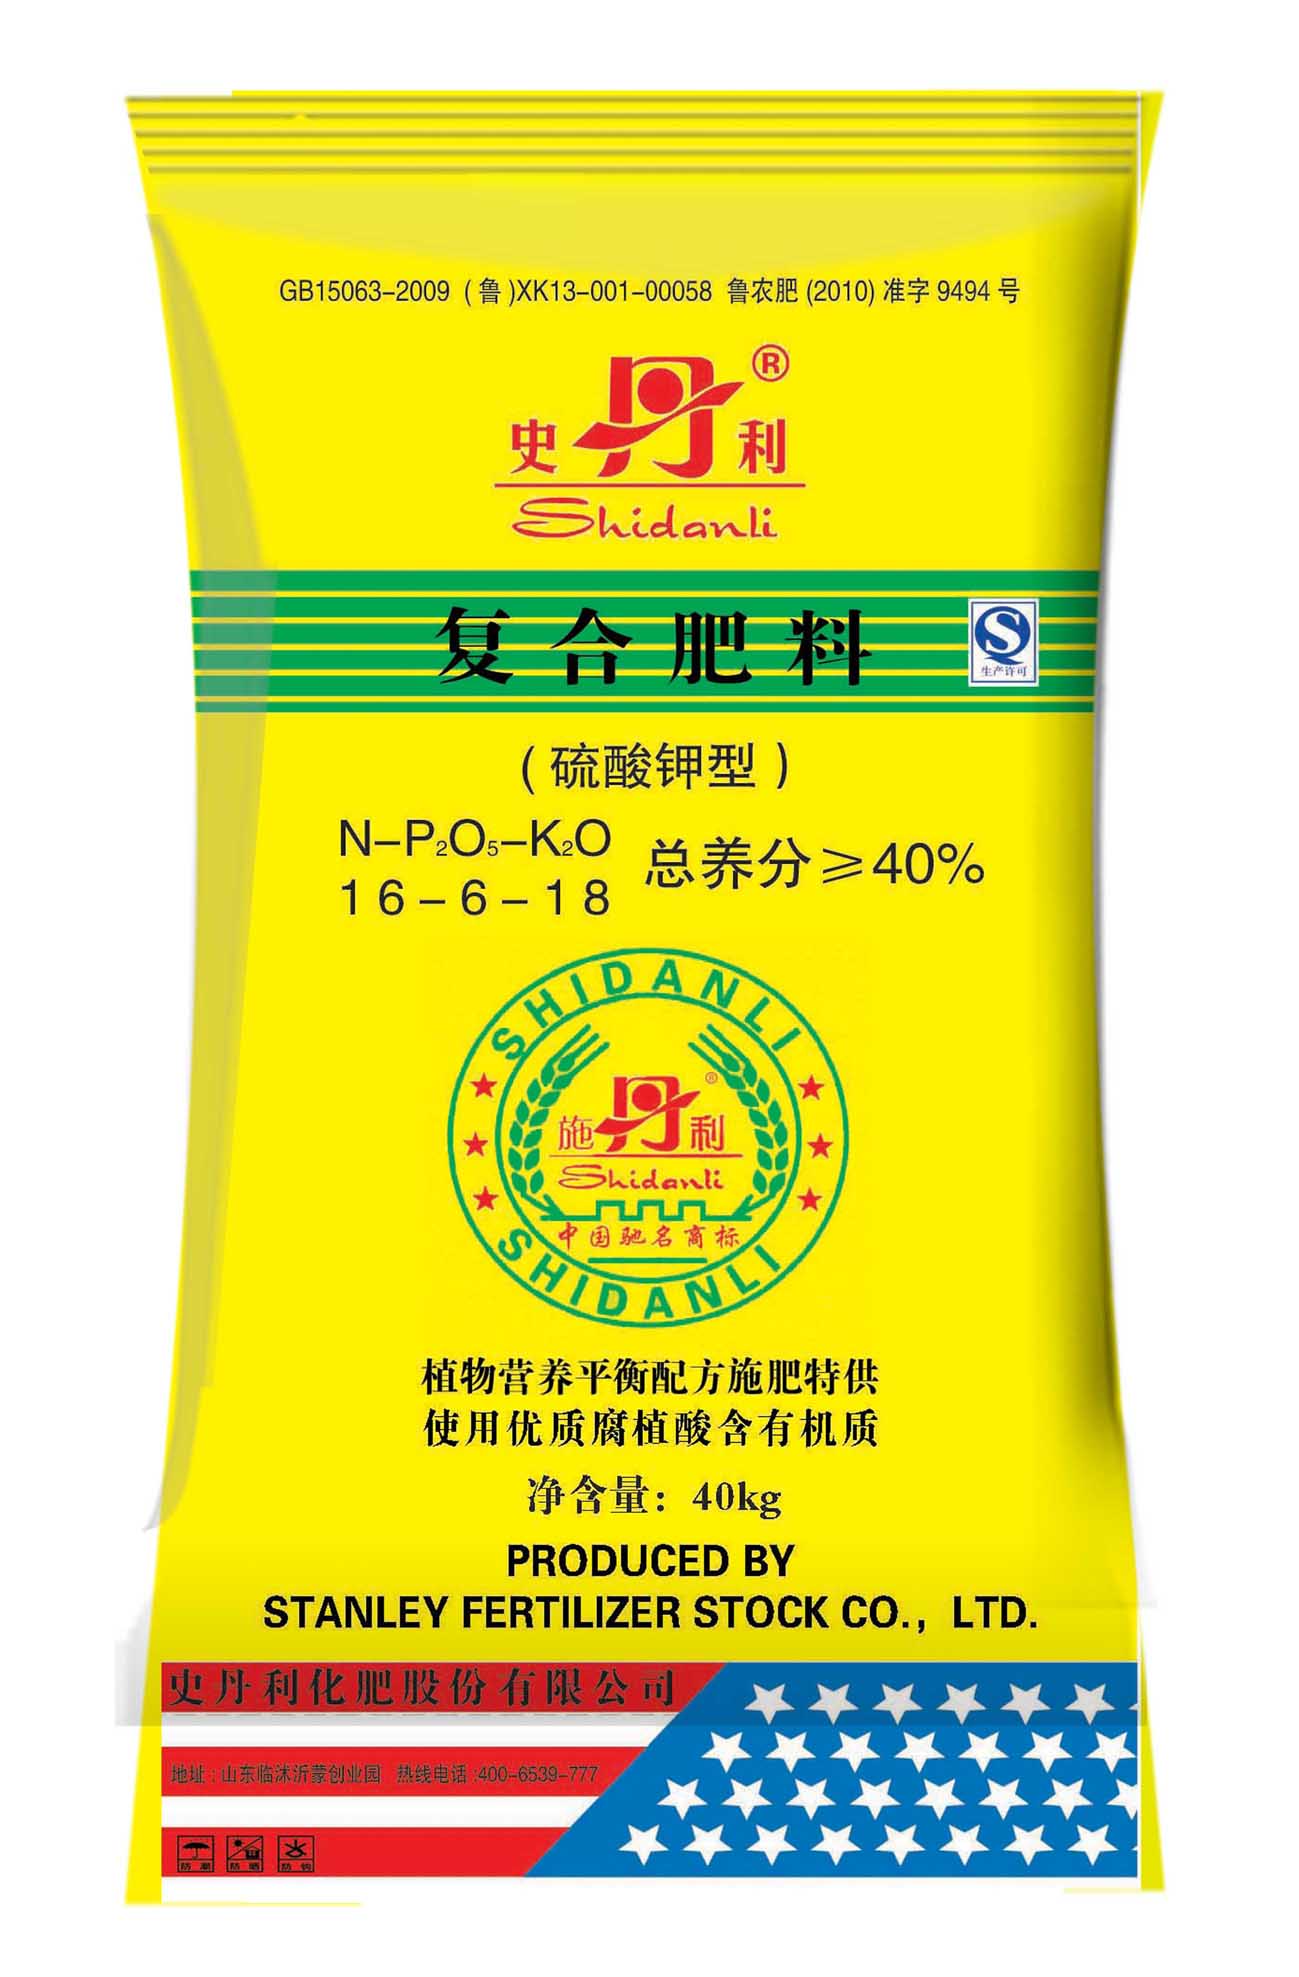 GB15063-2009 (鲁)XK13-001-00058 鲁农肥(2010)准字9494号
史丹利®
Shidanli
复合肥料
生产许可
(硫酸钾型)
N-P₂O₅-K₂O
16-6-18
总养分≥40%
SHIDANLI
施丹利®
Shidanli
中国驰名商标
SHIDANLI
植物营养平衡配方施肥特供
使用优质腐植酸含有机质
净含量：40kg
PRODUCED BY
STANLEY FERTILIZER STOCK CO., LTD.
史丹利化肥股份有限公司
地址:山东临沭沂蒙创业园 热线电话:400-6539-777
防潮 防晒 防钩